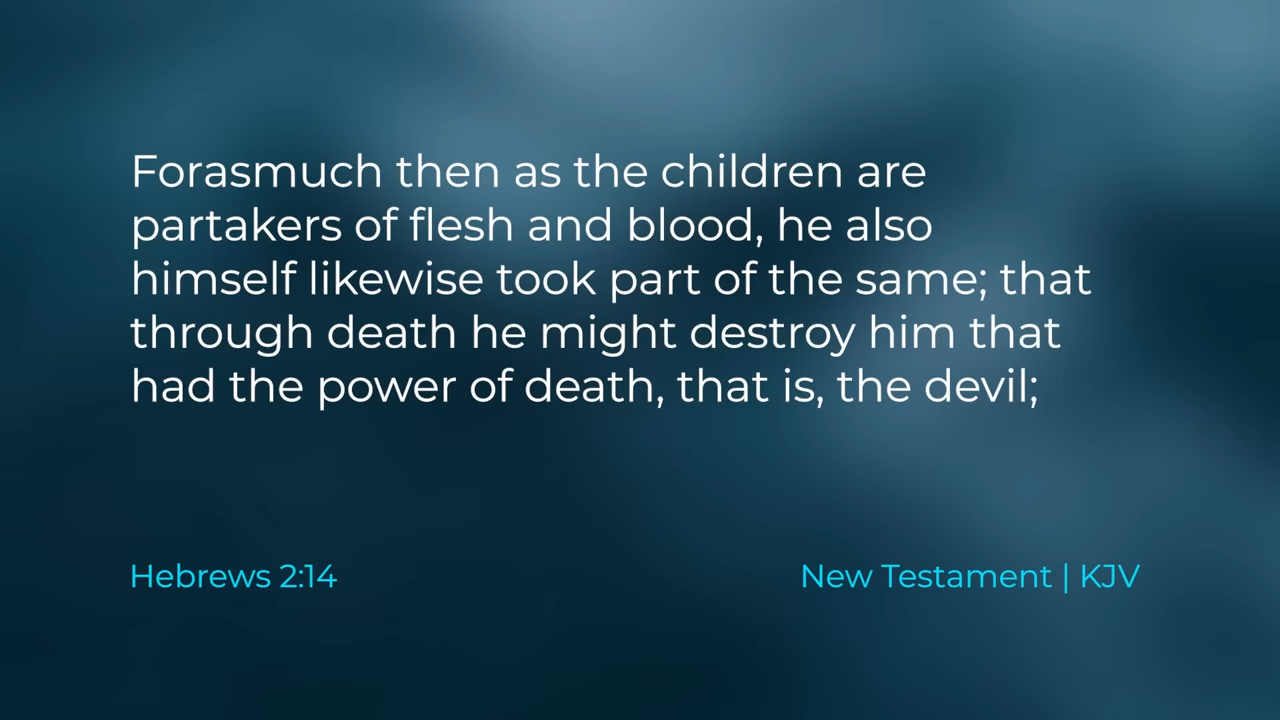 Forasmuch then as the children are
partakers of flesh and blood, he also
himself likewise took part of the same; that
through death he might destroy him that
had the power of death, that is, the devil;
Hebrews 2:14
New Testament | KJV